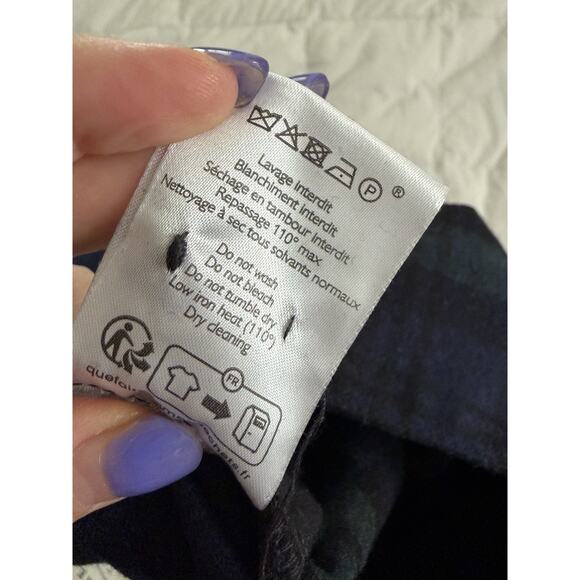 P ®
Lavage Interdit
Blanchiment Interdit
Séchage en tambour Interdit
Repassage 110° max
Nettoyage à sec tous solvants normaux
Do not wash
Do not bleach
Do not tumble dry
Low iron heat (110°)
Dry cleaning
FR